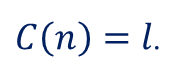 C(n) = l.